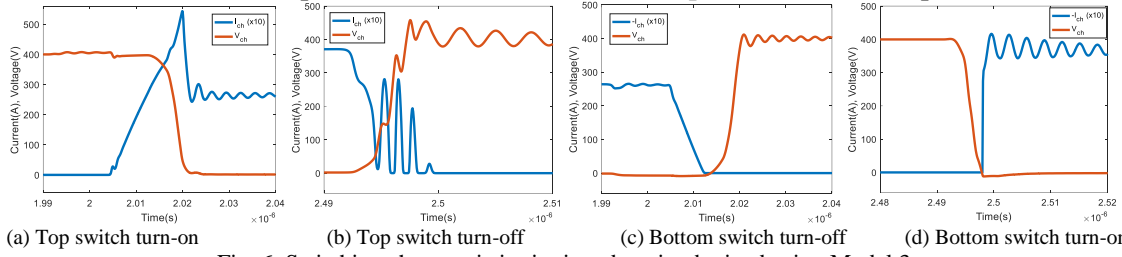 500
400
300
200
100
0
Current(A), Voltage(V)
I_ch (x10)
V_ch
1.99 2 2.01 2.02 2.03 2.04
Time(s)
×10^-6
(a) Top switch turn-on
500
400
300
200
100
0
Current(A), Voltage(V)
I_ch (x10)
V_ch
2.49 2.5 2.51
Time(s)
×10^-6
(b) Top switch turn-off
500
400
300
200
100
0
Current(A), Voltage(V)
-I_ch (x10)
V_ch
1.99 2 2.01 2.02 2.03 2.04
Time(s)
×10^-6
(c) Bottom switch turn-off
500
400
300
200
100
0
Current(A), Voltage(V)
-I_ch (x10)
V_ch
2.48 2.49 2.5 2.51 2.52
Time(s)
×10^-6
(d) Bottom switch turn-on